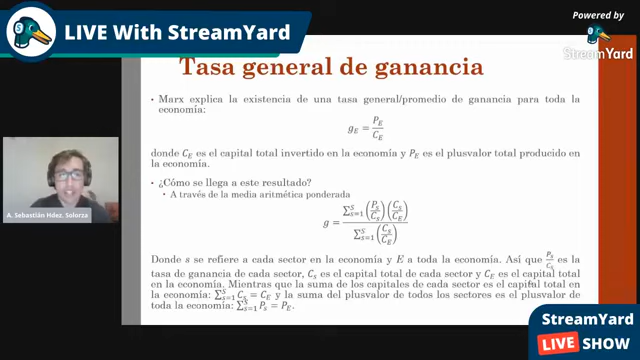 LIVE With StreamYard
Powered by
StreamYard
Tasa general de ganancia
• Marx explica la existencia de una tasa general/promedio de ganancia para toda la
economía:
g_E = P_E / C_E
donde C_E es el capital total invertido en la economía y P_E es el plusvalor total producido en
la economía.
• ¿Cómo se llega a este resultado?
• A través de la media aritmética ponderada
g = ∑_{s=1}^{S} (P_s/C_s) (C_s/C_E) / ∑_{s=1}^{S} (C_s/C_E)
Donde s se refiere a cada sector en la economía y E a toda la economía. Así que P_s/C_s es la
tasa de ganancia de cada sector, C_s es el capital total de cada sector y C_E es el capital total
en la economía. Mientras que la suma de los capitales de cada sector es el capital total en
la economía: ∑_{s=1}^{S} C_s = C_E y la suma del plusvalor de todos los sectores es el plusvalor de
toda la economía: ∑_{s=1}^{S} P_s = P_E.
A. Sebastián Hdez. Solorza
StreamYard
LIVE SHOW